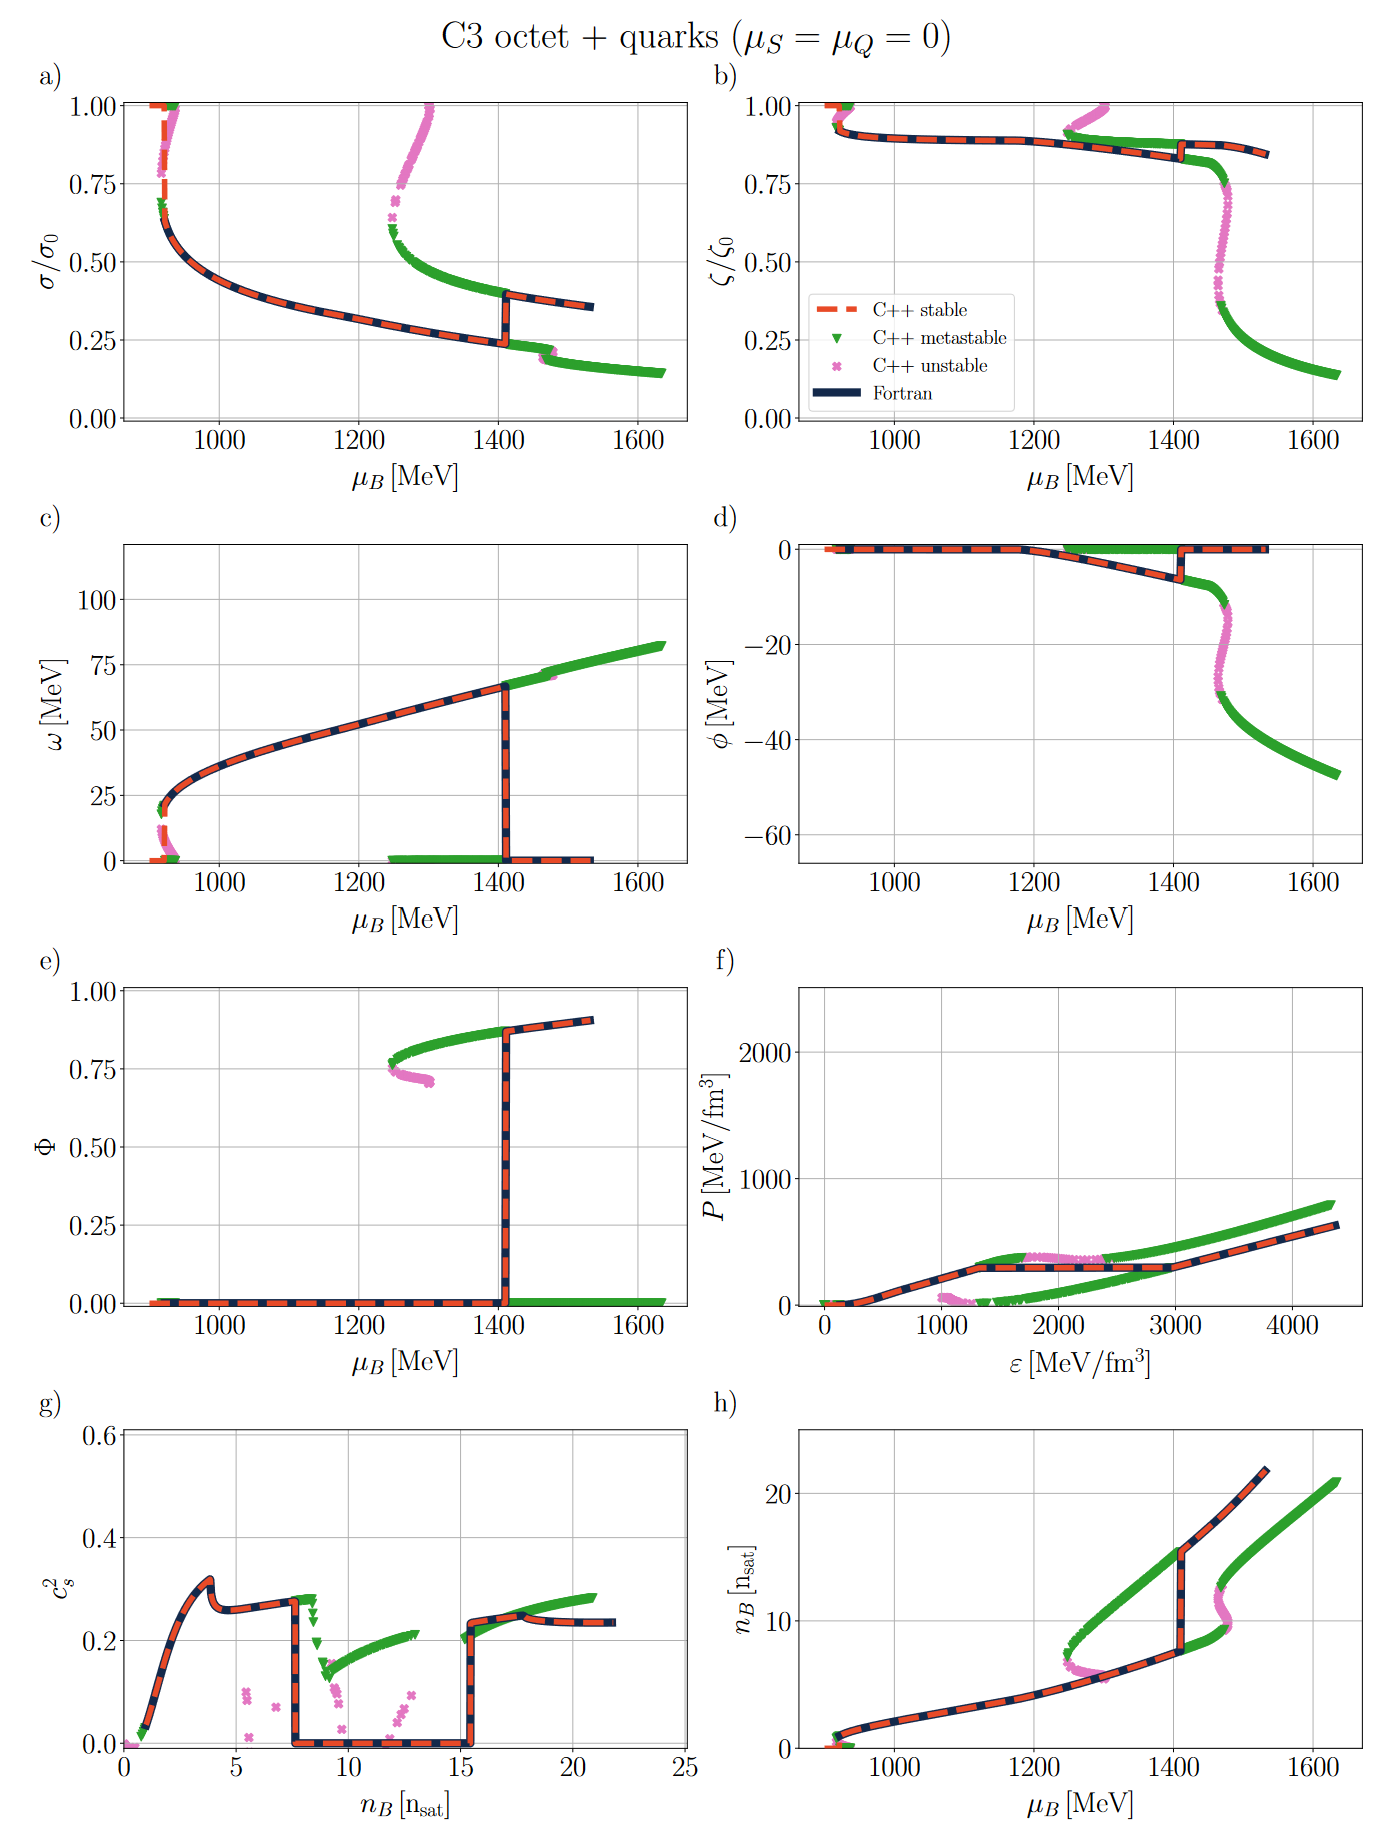 C3 octet + quarks (μ_S = μ_Q = 0)
a)
1.00
0.75
0.50
0.25
0.00
σ/σ_0
1000 1200 1400 1600
μ_B [MeV]
b)
1.00
0.75
0.50
0.25
0.00
ζ/ζ_0
C++ stable
C++ metastable
C++ unstable
Fortran
1000 1200 1400 1600
μ_B [MeV]
c)
100
75
50
25
0
ω [MeV]
1000 1200 1400 1600
μ_B [MeV]
d)
0
−20
−40
−60
ϕ [MeV]
1000 1200 1400 1600
μ_B [MeV]
e)
1.00
0.75
0.50
0.25
0.00
Φ
1000 1200 1400 1600
μ_B [MeV]
f)
2000
1000
0
P [MeV/fm³]
0 1000 2000 3000 4000
ε [MeV/fm³]
g)
0.6
0.4
0.2
0.0
c_s²
0 5 10 15 20 25
n_B [n_sat]
h)
20
10
0
n_B [n_sat]
1000 1200 1400 1600
μ_B [MeV]